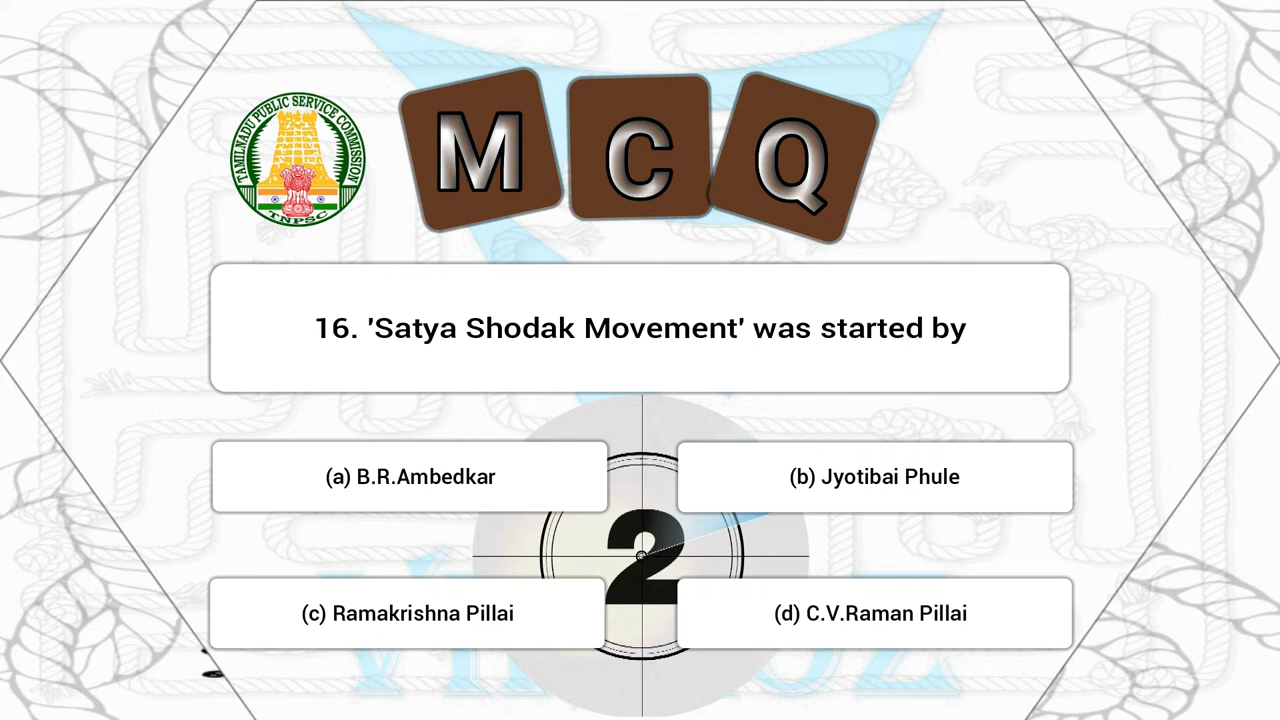 TAMILNADU PUBLIC SERVICE COMMISSION
TNPSC
MCQ
16. 'Satya Shodak Movement' was started by
(a) B.R.Ambedkar
(b) Jyotibai Phule
2
(c) Ramakrishna Pillai
(d) C.V.Raman Pillai